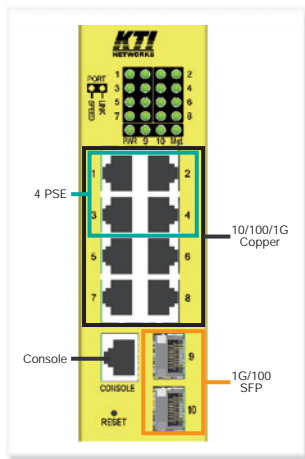 KTI
NETWORKS
PORT
LINK
SPEED
1 2
3 4
5 6
7 8
PWR 9 10 Mgt
1 2
3 4
5 6
7 8
4 PSE
10/100/1G
Copper
Console
CONSOLE
9
10
1G/100
SFP
RESET